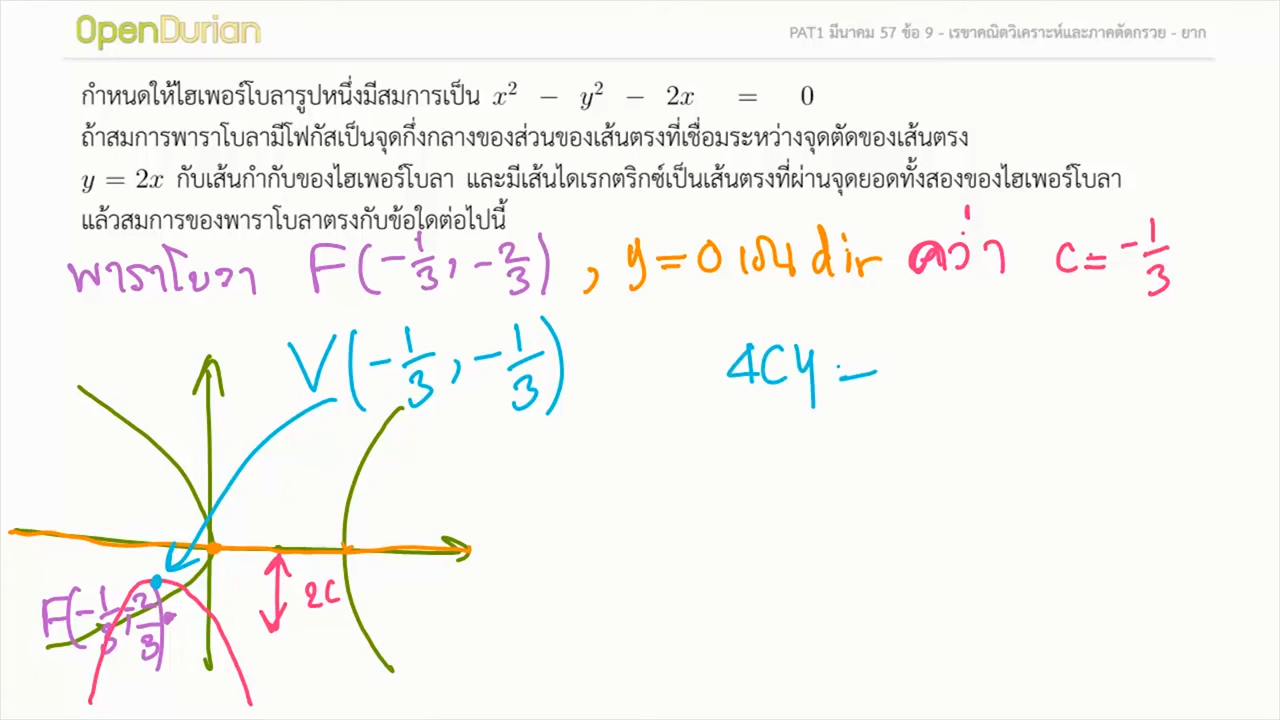 OpenDurian
PAT1 มีนาคม 57 ข้อ 9 - เรขาคณิตวิเคราะห์และภาคตัดกรวย - ยาก
กำหนดให้ไฮเพอร์โบลารูปหนึ่งมีสมการเป็น x² − y² − 2x = 0
ถ้าสมการพาราโบลามีโฟกัสเป็นจุดกึ่งกลางของส่วนของเส้นตรงที่เชื่อมระหว่างจุดตัดของเส้นตรง
y = 2x กับเส้นกำกับของไฮเพอร์โบลา และมีเส้นไดเรกตริกซ์เป็นเส้นตรงที่ผ่านจุดยอดทั้งสองของไฮเพอร์โบลา
แล้วสมการของพาราโบลาตรงกับข้อใดต่อไปนี้
พาราโบลา F(-1/3, -2/3), y=0 เป็น dir คว่ำ c=-1/3
V(-1/3, -1/3) 4cy =
2c
F(-1/3, -2/3)